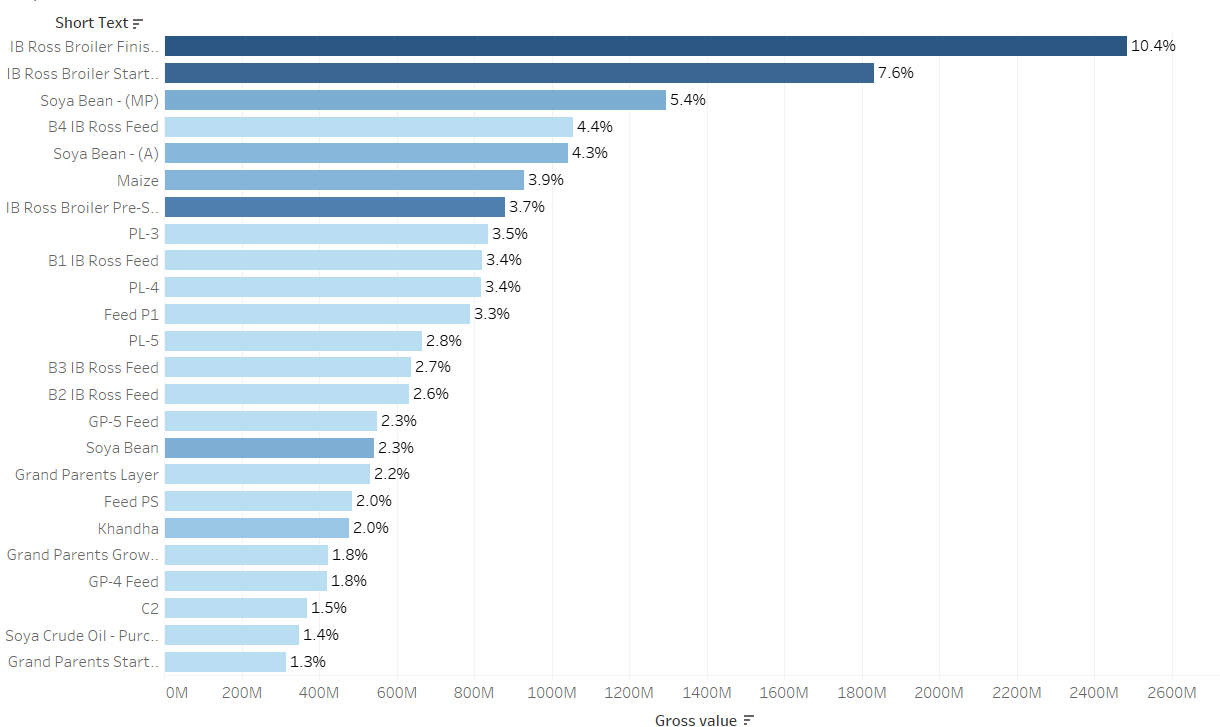 Short Text
IB Ross Broiler Finis.. 10.4%
IB Ross Broiler Start.. 7.6%
Soya Bean - (MP) 5.4%
B4 IB Ross Feed 4.4%
Soya Bean - (A) 4.3%
Maize 3.9%
IB Ross Broiler Pre-S.. 3.7%
PL-3 3.5%
B1 IB Ross Feed 3.4%
PL-4 3.4%
Feed P1 3.3%
PL-5 2.8%
B3 IB Ross Feed 2.7%
B2 IB Ross Feed 2.6%
GP-5 Feed 2.3%
Soya Bean 2.3%
Grand Parents Layer 2.2%
Feed PS 2.0%
Khandha 2.0%
Grand Parents Grow.. 1.8%
GP-4 Feed 1.8%
C2 1.5%
Soya Crude Oil - Purc.. 1.4%
Grand Parents Start.. 1.3%
0M 200M 400M 600M 800M 1000M 1200M 1400M 1600M 1800M 2000M 2200M 2400M 2600M
Gross value